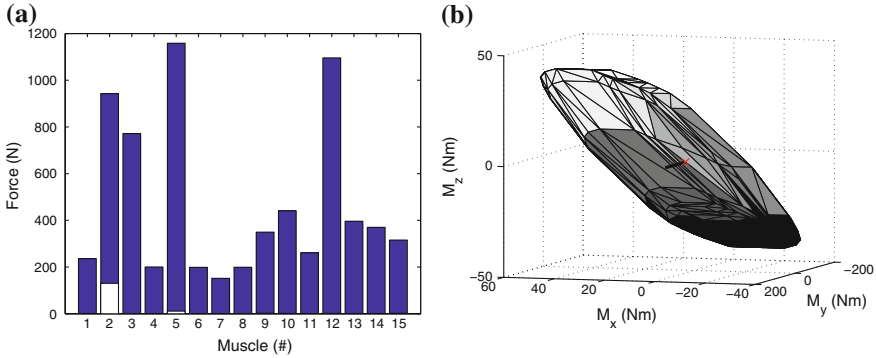 (a)
1200
1000
800
600
400
200
0
Force (N)
1 2 3 4 5 6 7 8 9 10 11 12 13 14 15
Muscle (#)
(b)
50
0
−50
M_z (Nm)
60 40 20 0 −20 −40
M_x (Nm)
200 0 −200
M_y (Nm)